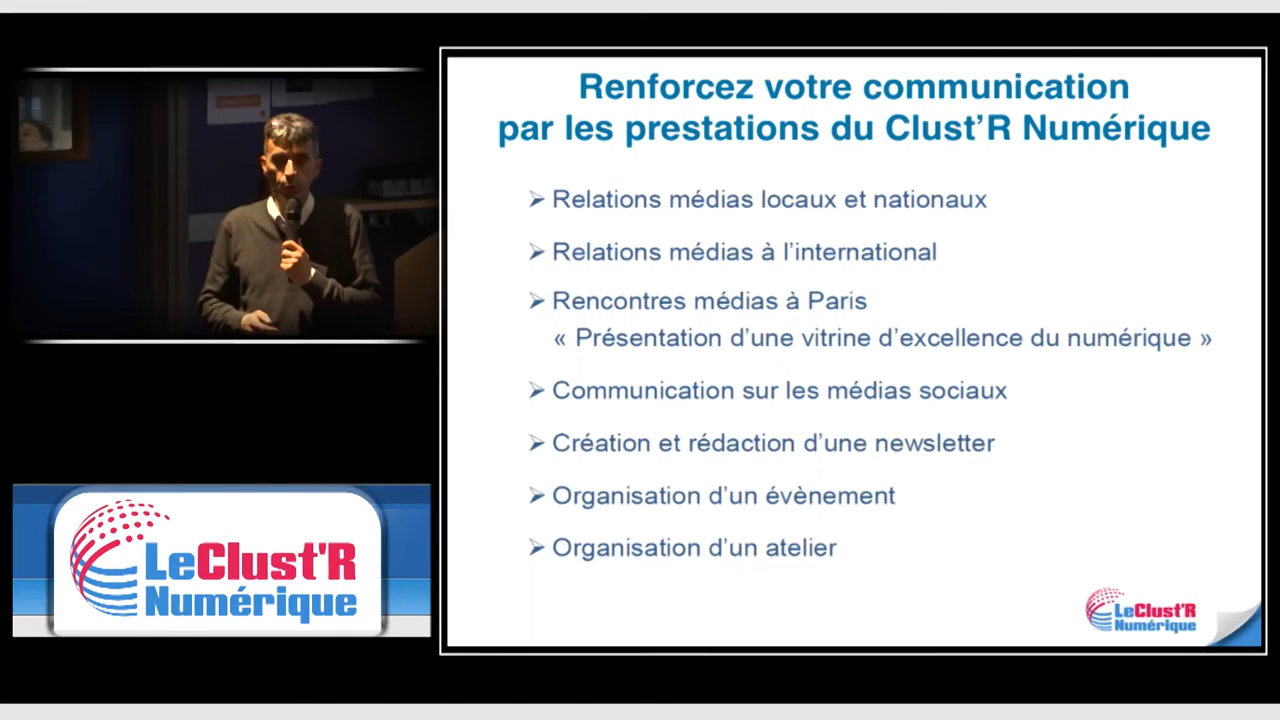 Renforcez votre communication
par les prestations du Clust’R Numérique
➢ Relations médias locaux et nationaux
➢ Relations médias à l’international
➢ Rencontres médias à Paris
« Présentation d’une vitrine d’excellence du numérique »
➢ Communication sur les médias sociaux
➢ Création et rédaction d’une newsletter
➢ Organisation d’un évènement
➢ Organisation d’un atelier
LeClust'R
Numérique
LeClust'R
Numérique